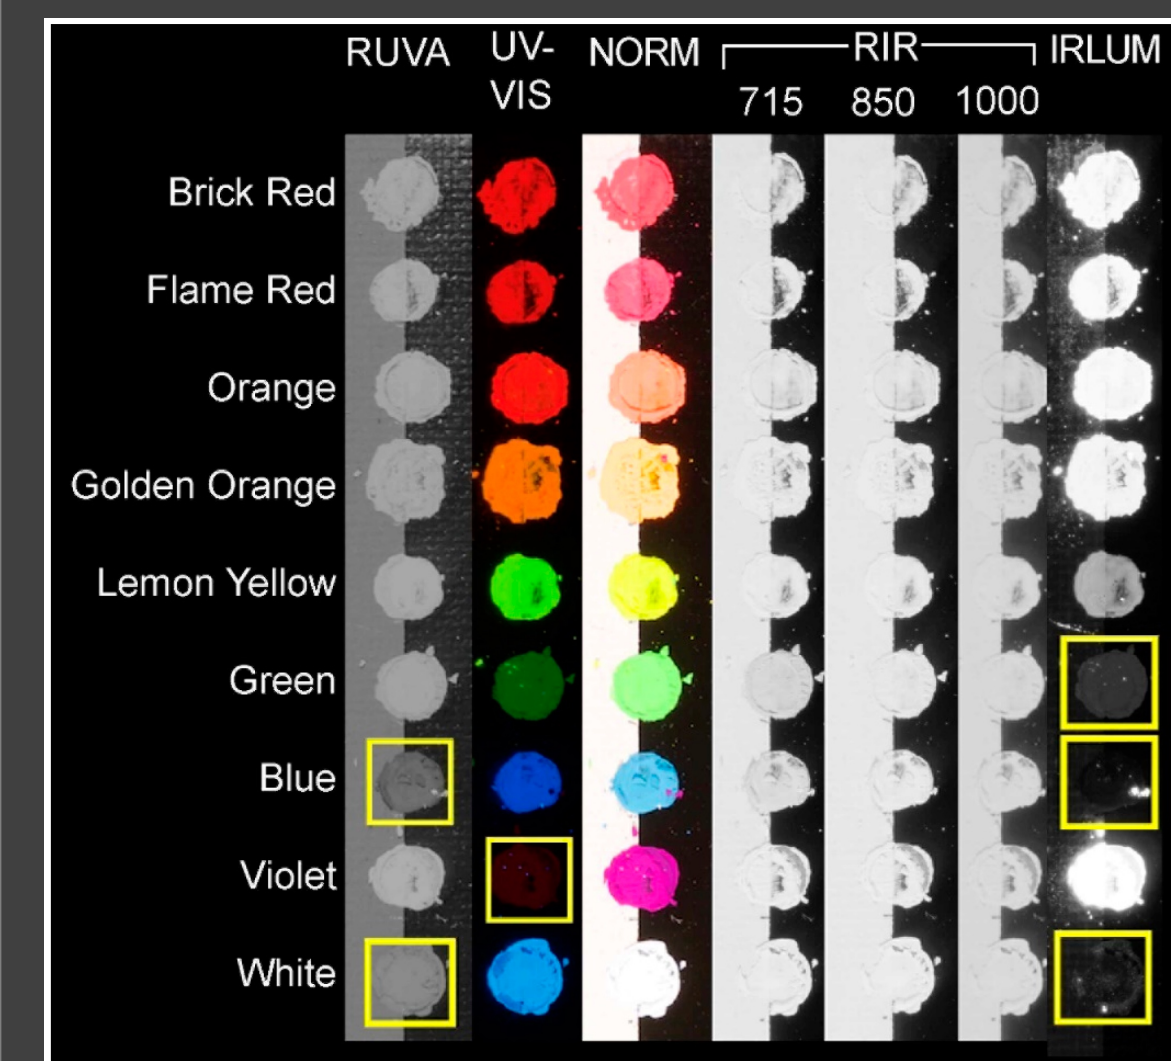 RUVA UV- NORM RIR IRLUM
VIS 715 850 1000
Brick Red
Flame Red
Orange
Golden Orange
Lemon Yellow
Green
Blue
Violet
White